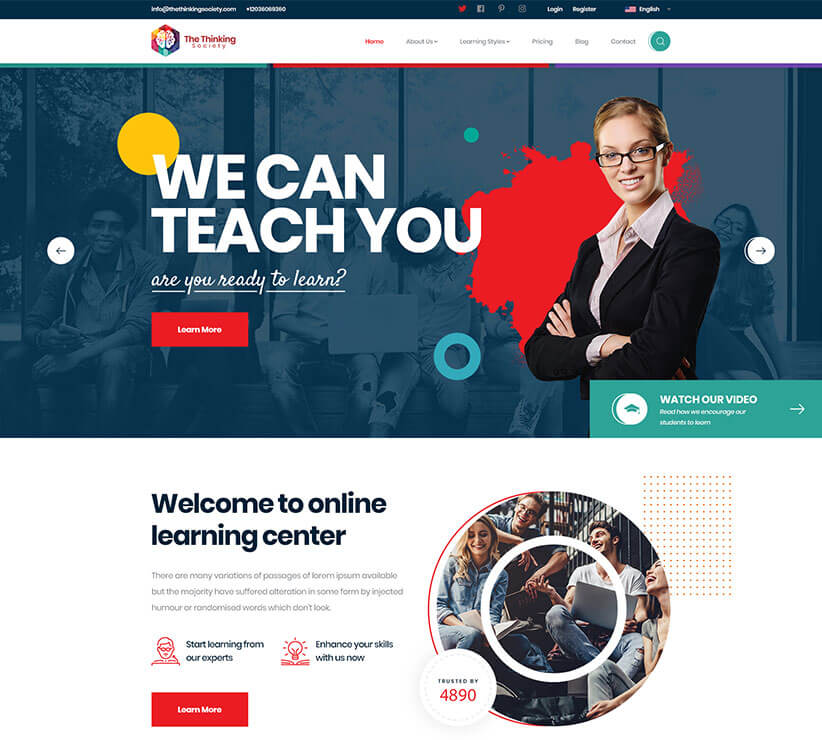 info@thethinkingsociety.com +12036069360 Login Register English
The Thinking
Society
Home About Us Learning Styles Pricing Blog Contact
WE CAN
TEACH YOU
are you ready to learn?
Learn More
WATCH OUR VIDEO
Read how we encourage our
students to learn
Welcome to online
learning center
There are many variations of passages of lorem ipsum available
but the majority have suffered alteration in some form by injected
humour or randomised words which don't look.
Start learning from
our experts
Enhance your skills
with us now
TRUSTED BY
4890
Learn More